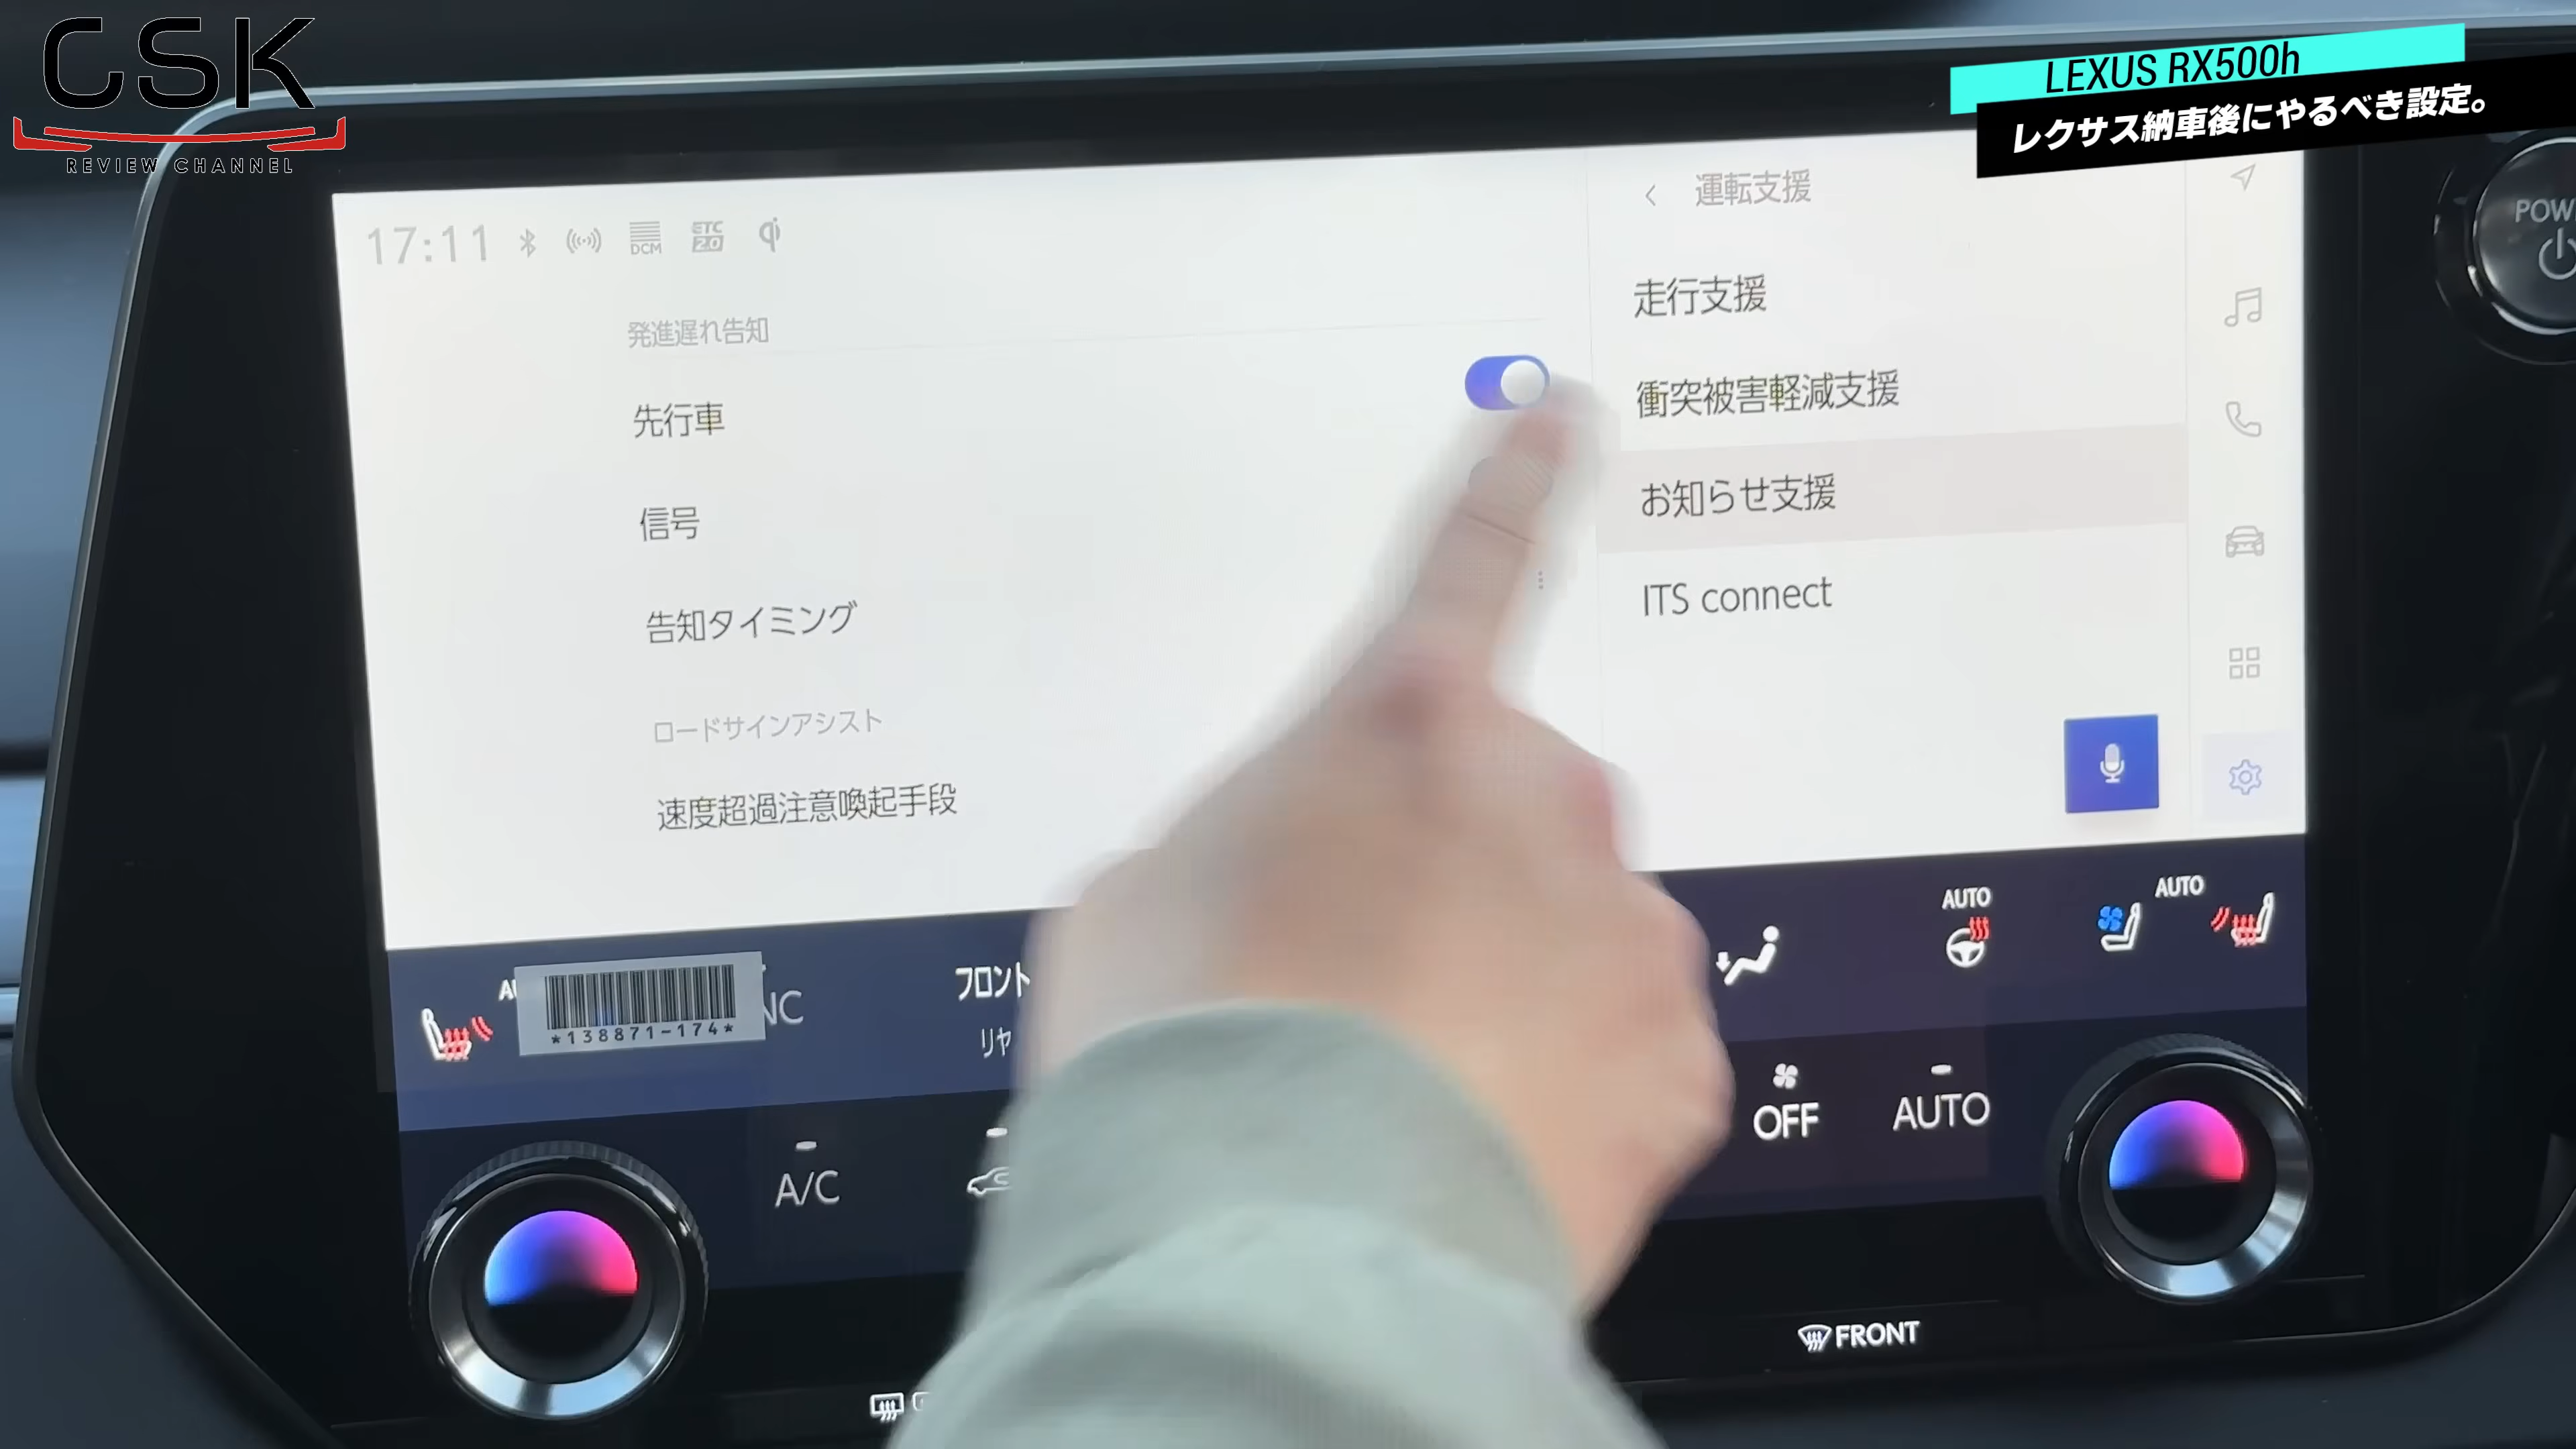 CSK
REVIEW CHANNEL
LEXUS RX500h
レクサス納車後にやるべき設定。
POW
17:11
DCM
ETC
2.0
qi
運転支援
発進遅れ告知
先行車
信号
告知タイミング
ロードサインアシスト
速度超過注意喚起手段
走行支援
衝突被害軽減支援
お知らせ支援
ITS connect
*138871-174*
NC
フロント
リヤ
AUTO
AUTO
A/C
OFF
AUTO
FRONT